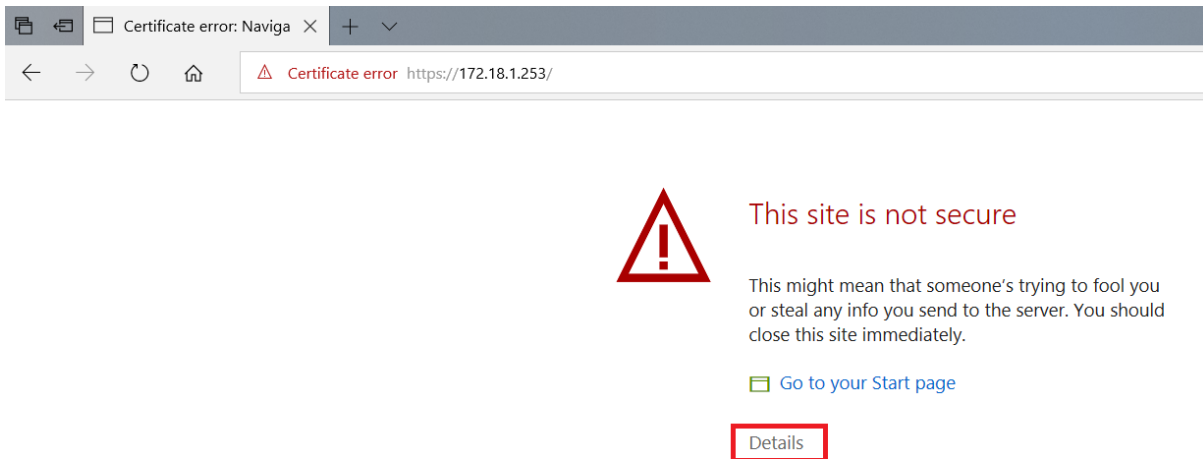 Certificate error: Naviga
Certificate error https://172.18.1.253/
This site is not secure
This might mean that someone's trying to fool you
or steal any info you send to the server. You should
close this site immediately.
Go to your Start page
Details